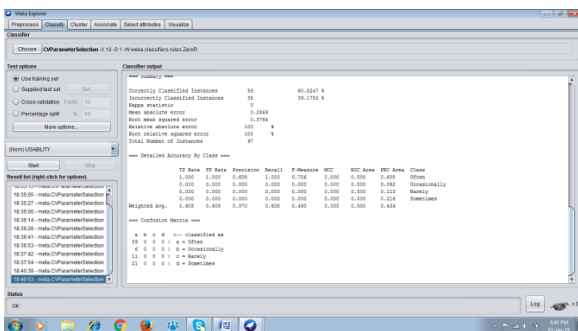 Weka Explorer
Preprocess Classify Cluster Associate Select attributes Visualize
Classifier
Choose CVParameterSelection -X 10 -S 1 -W weka.classifiers.rules.ZeroR
Test options
Use training set
Supplied test set Set...
Cross-validation Folds 10
Percentage split % 66
More options...
(Nom) USABILITY
Start Stop
Result list (right-click for options)
18:35:05 - meta.CVParameterSelection
18:35:27 - meta.CVParameterSelection
18:36:00 - meta.CVParameterSelection
18:36:14 - meta.CVParameterSelection
18:36:26 - meta.CVParameterSelection
18:36:41 - meta.CVParameterSelection
18:36:53 - meta.CVParameterSelection
18:37:42 - meta.CVParameterSelection
18:37:54 - meta.CVParameterSelection
18:40:39 - meta.CVParameterSelection
18:40:53 - meta.CVParameterSelection
Classifier output
=== Summary ===
Correctly Classified Instances 59 60.8247 %
Incorrectly Classified Instances 38 39.1753 %
Kappa statistic 0
Mean absolute error 0.2869
Root mean squared error 0.3764
Relative absolute error 100 %
Root relative squared error 100 %
Total Number of Instances 97
=== Detailed Accuracy By Class ===
TP Rate FP Rate Precision Recall F-Measure MCC ROC Area PRC Area Class
1.000 1.000 0.608 1.000 0.756 0.000 0.500 0.608 Often
0.000 0.000 0.000 0.000 0.000 0.000 0.500 0.062 Occasionally
0.000 0.000 0.000 0.000 0.000 0.000 0.500 0.113 Rarely
0.000 0.000 0.000 0.000 0.000 0.000 0.500 0.216 Sometimes
Weighted Avg. 0.608 0.608 0.370 0.608 0.460 0.000 0.500 0.434
=== Confusion Matrix ===
a b c d <-- classified as
59 0 0 0 | a = Often
6 0 0 0 | b = Occasionally
11 0 0 0 | c = Rarely
21 0 0 0 | d = Sometimes
Status
OK
Log
x 0
6:40 PM